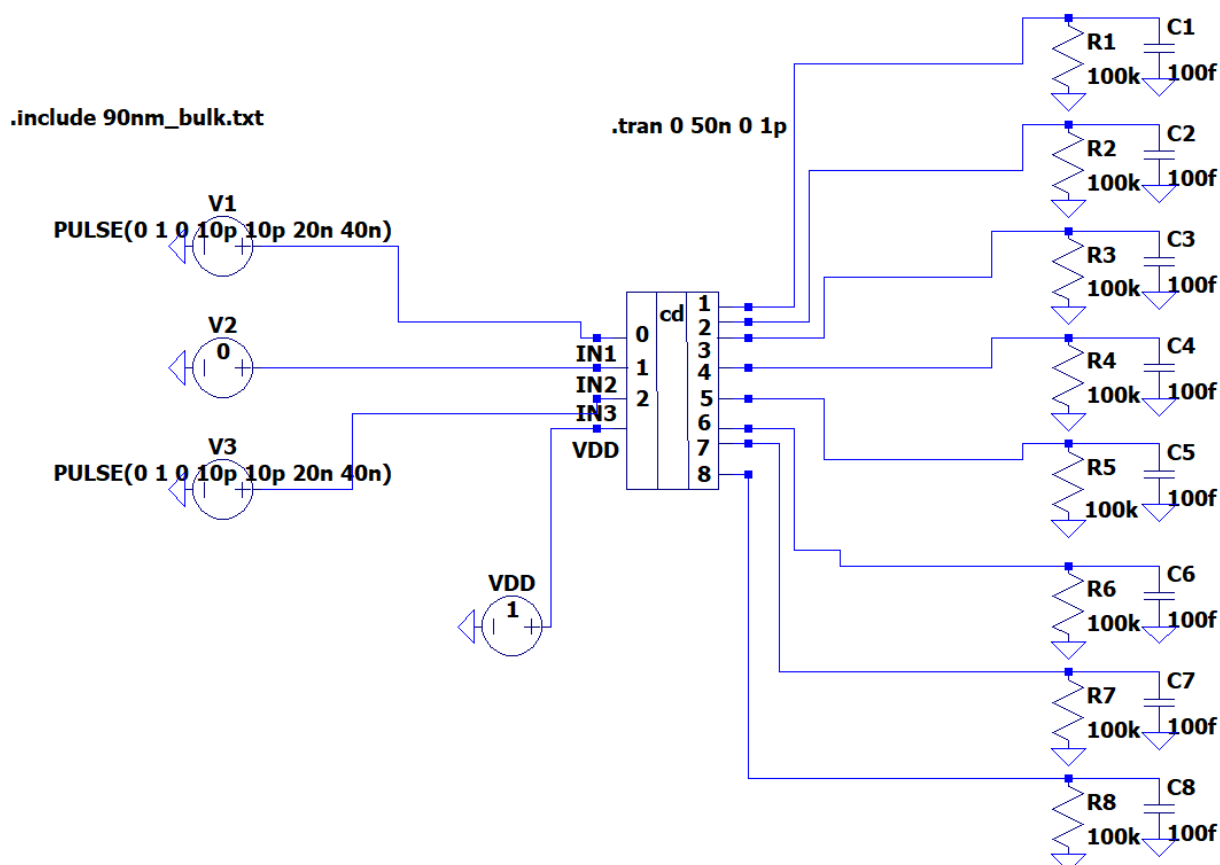 .include 90nm_bulk.txt
.tran 0 50n 0 1p
V1
PULSE(0 1 0 10p 10p 20n 40n)
V2
0
V3
PULSE(0 1 0 10p 10p 20n 40n)
VDD
1
IN1
IN2
IN3
VDD
0
1
2
cd
1
2
3
4
5
6
7
8
R1
100k
C1
100f
R2
100k
C2
100f
R3
100k
C3
100f
R4
100k
C4
100f
R5
100k
C5
100f
R6
100k
C6
100f
R7
100k
C7
100f
R8
100k
C8
100f